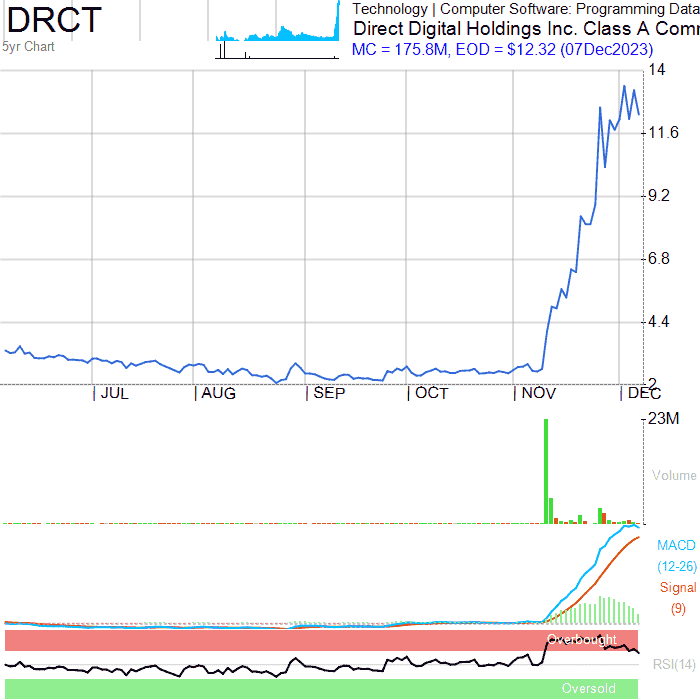 DRCT
5yr Chart
Technology | Computer Software: Programming Data
Direct Digital Holdings Inc. Class A Com
MC = 175.8M, EOD = $12.32 (07Dec2023)
14
11.6
9.2
6.8
4.4
2
JUL AUG SEP OCT NOV DEC
23M
Volume
MACD
(12-26)
Signal
(9)
Overbought
RSI(14)
Oversold